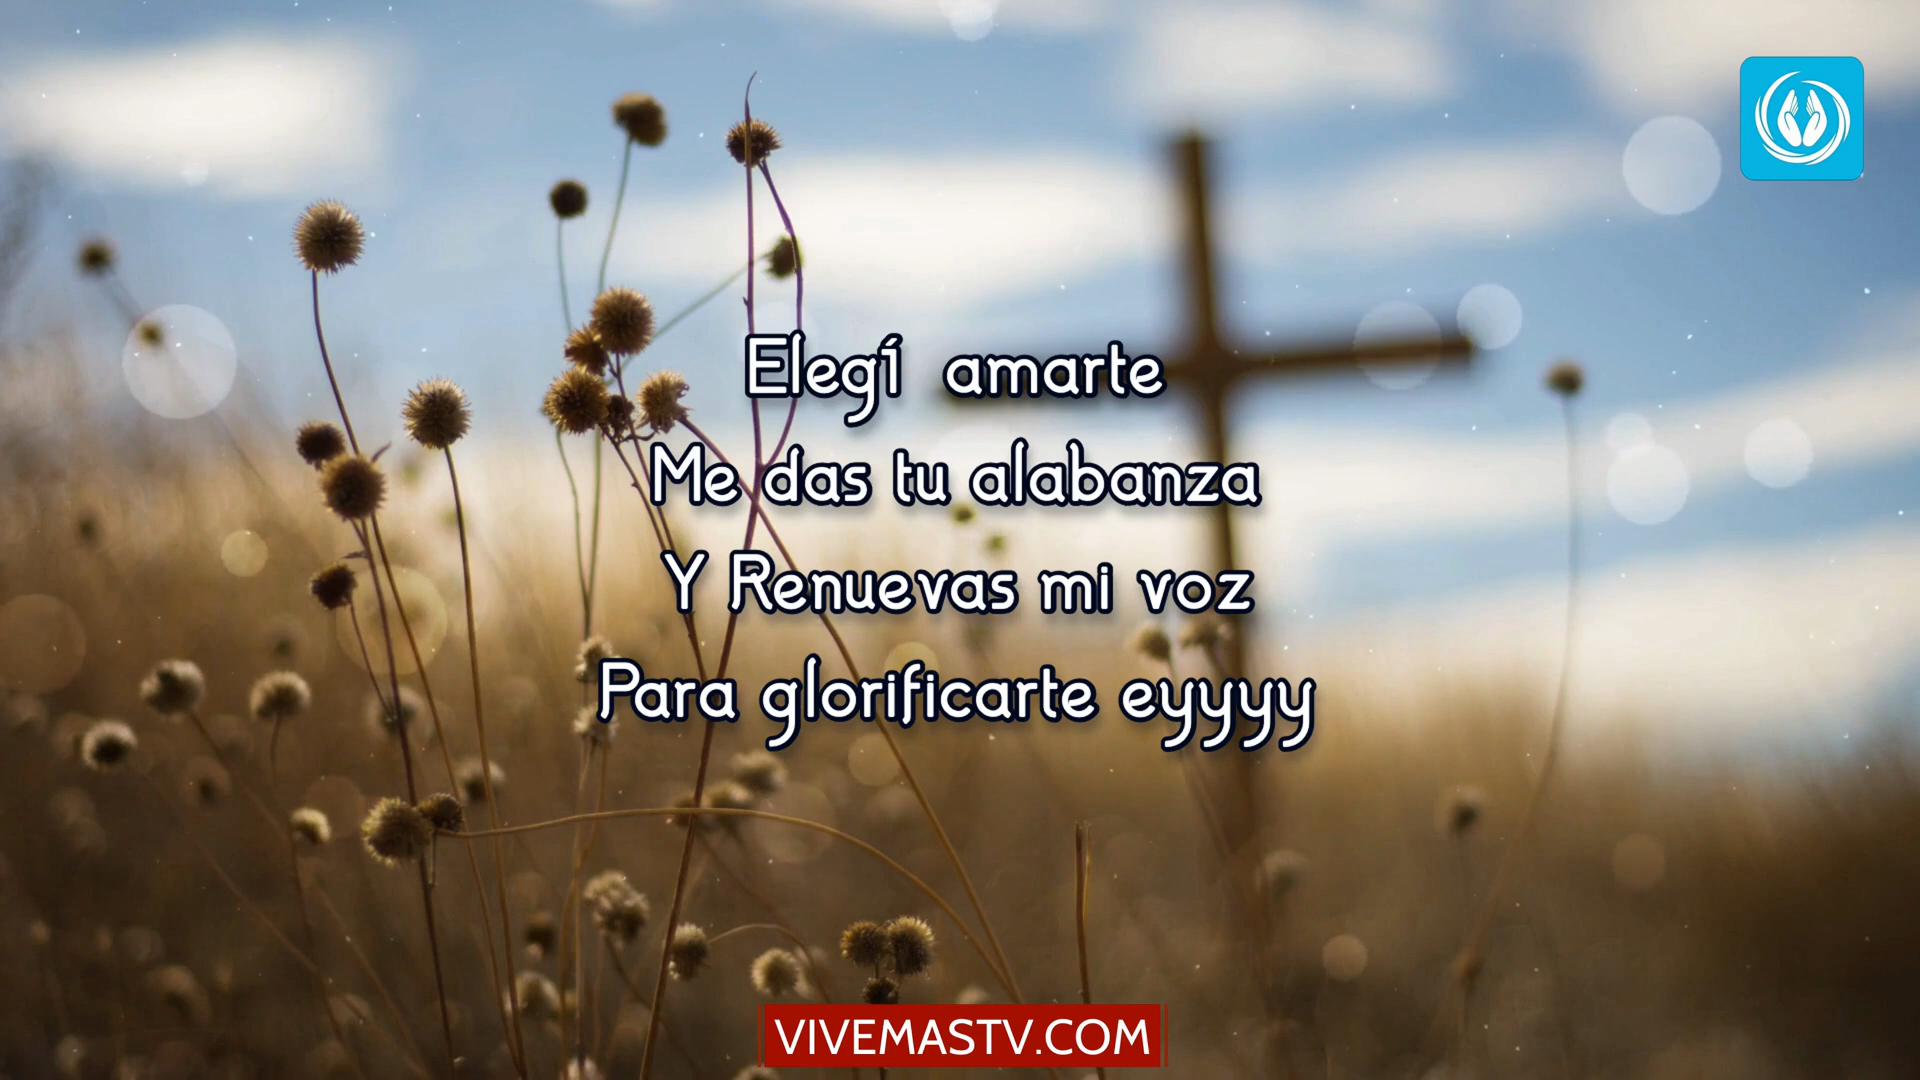 Elegí amarte
Me das tu alabanza
Y Renuevas mi voz
Para glorificarte eyyyy
VIVEMASTV.COM